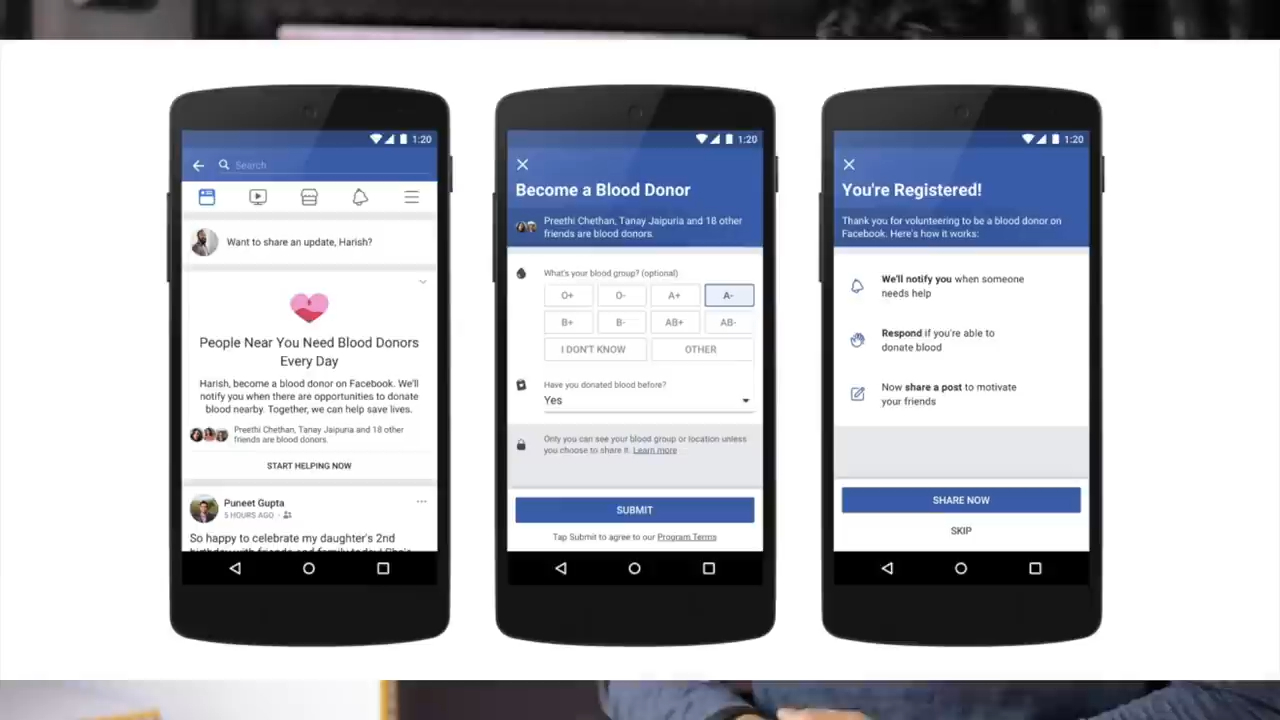 1:20
Search
Want to share an update, Harish?
People Near You Need Blood Donors
Every Day
Harish, become a blood donor on Facebook. We'll
notify you when there are opportunities to donate
blood nearby. Together, we can help save lives.
Preethi Chethan, Tanay Jaipuria and 18 other
friends are blood donors.
START HELPING NOW
Puneet Gupta
5 HOURS AGO
So happy to celebrate my daughter's 2nd
birthday with friends and family today! She's
1:20
Become a Blood Donor
Preethi Chethan, Tanay Jaipuria and 18 other
friends are blood donors.
What's your blood group? (optional)
O+ O- A+ A-
B+ B- AB+ AB-
I DON'T KNOW OTHER
Have you donated blood before?
Yes
Only you can see your blood group or location unless
you choose to share it. Learn more
SUBMIT
Tap Submit to agree to our Program Terms
1:20
You're Registered!
Thank you for volunteering to be a blood donor on
Facebook. Here's how it works:
We'll notify you when someone
needs help
Respond if you're able to
donate blood
Now share a post to motivate
your friends
SHARE NOW
SKIP